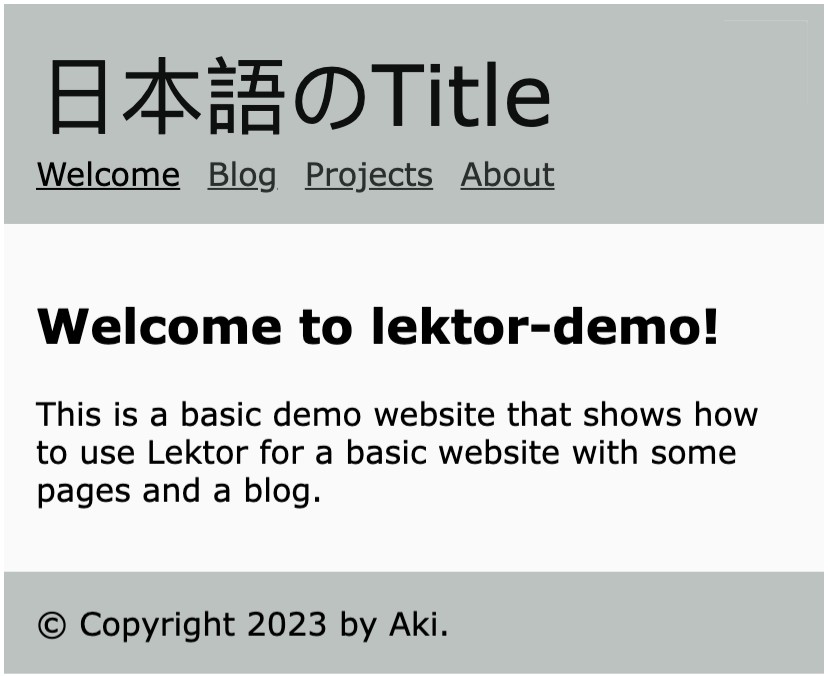 日本語のTitle
Welcome Blog Projects About
Welcome to lektor-demo!
This is a basic demo website that shows how
to use Lektor for a basic website with some
pages and a blog.
© Copyright 2023 by Aki.